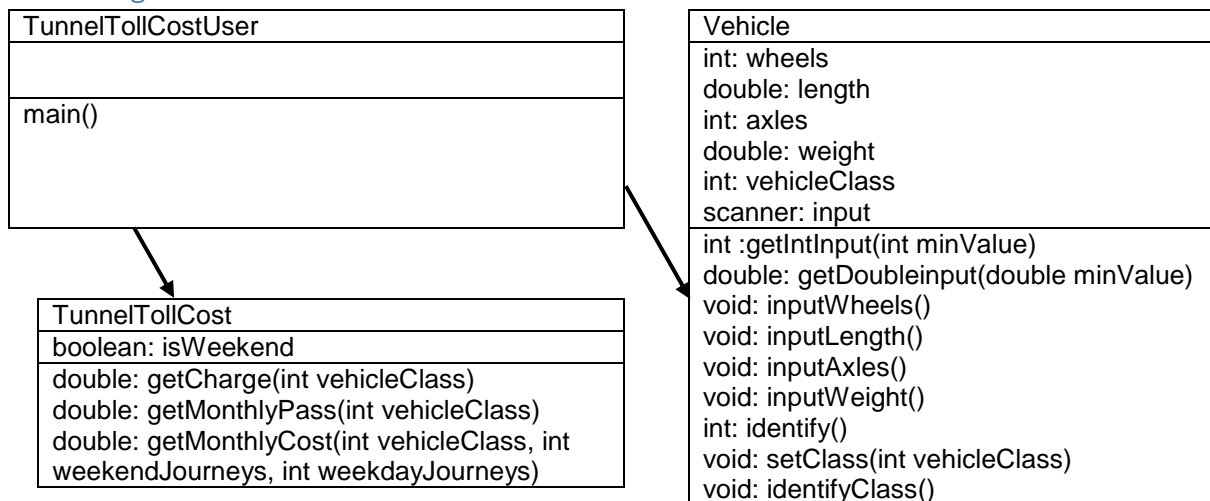 TunnelTollCostUser
main()
TunnelTollCost
boolean: isWeekend
double: getCharge(int vehicleClass)
double: getMonthlyPass(int vehicleClass)
double: getMonthlyCost(int vehicleClass, int
weekendJourneys, int weekdayJourneys)
Vehicle
int: wheels
double: length
int: axles
double: weight
int: vehicleClass
scanner: input
int :getIntInput(int minValue)
double: getDoubleinput(double minValue)
void: inputWheels()
void: inputLength()
void: inputAxles()
void: inputWeight()
int: identify()
void: setClass(int vehicleClass)
void: identifyClass()